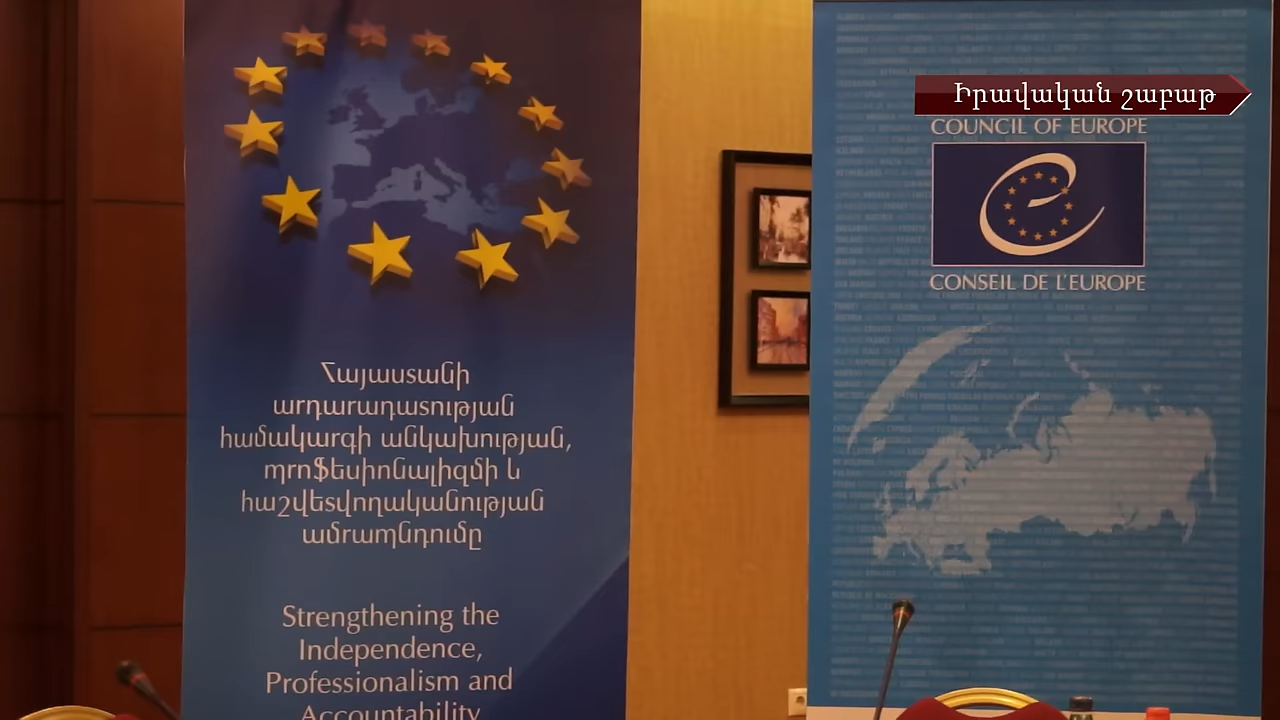 Իրավական շաբաթ
COUNCIL OF EUROPE
CONSEIL DE L'EUROPE
Հայաստանի
արդարադատության
համակարգի անկախության,
պրոֆեսիոնալիզմի և
հաշվետվողականության
ամրապնդումը
Strengthening the
Independence,
Professionalism and
Accountability